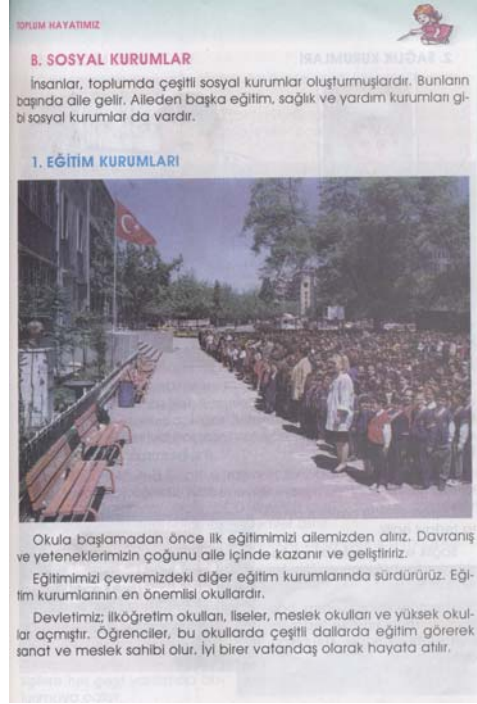 TOPLUM HAYATIMIZ
B. SOSYAL KURUMLAR
İnsanlar, toplumda çeşitli sosyal kurumlar oluşturmuşlardır. Bunların
başında aile gelir. Aileden başka eğitim, sağlık ve yardım kurumları gi-
bi sosyal kurumlar da vardır.
1. EĞİTİM KURUMLARI
Okula başlamadan önce ilk eğitimimizi ailemizden alırız. Davranış
ve yeteneklerimizin çoğunu aile içinde kazanır ve geliştiririz.
Eğitimimizi çevremizdeki diğer eğitim kurumlarında sürdürürüz. Eği-
tim kurumlarının en önemlisi okullardır.
Devletimiz; ilköğretim okulları, liseler, meslek okulları ve yüksek okul-
lar açmıştır. Öğrenciler, bu okullarda çeşitli dallarda eğitim görerek
sanat ve meslek sahibi olur. İyi birer vatandaş olarak hayata atılır.